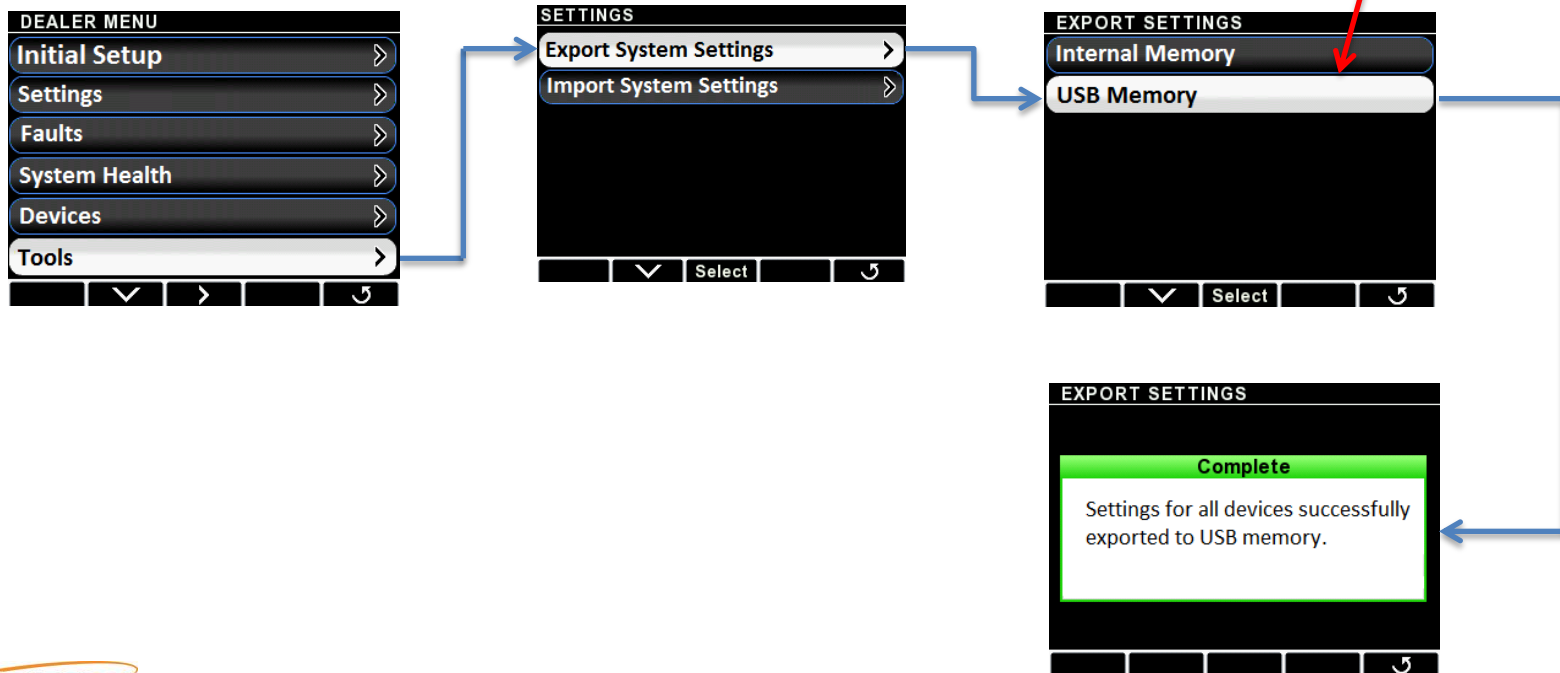 DEALER MENU
Initial Setup
Settings
Faults
System Health
Devices
Tools
SETTINGS
Export System Settings
Import System Settings
Select
EXPORT SETTINGS
Internal Memory
USB Memory
Select
EXPORT SETTINGS
Complete
Settings for all devices successfully
exported to USB memory.